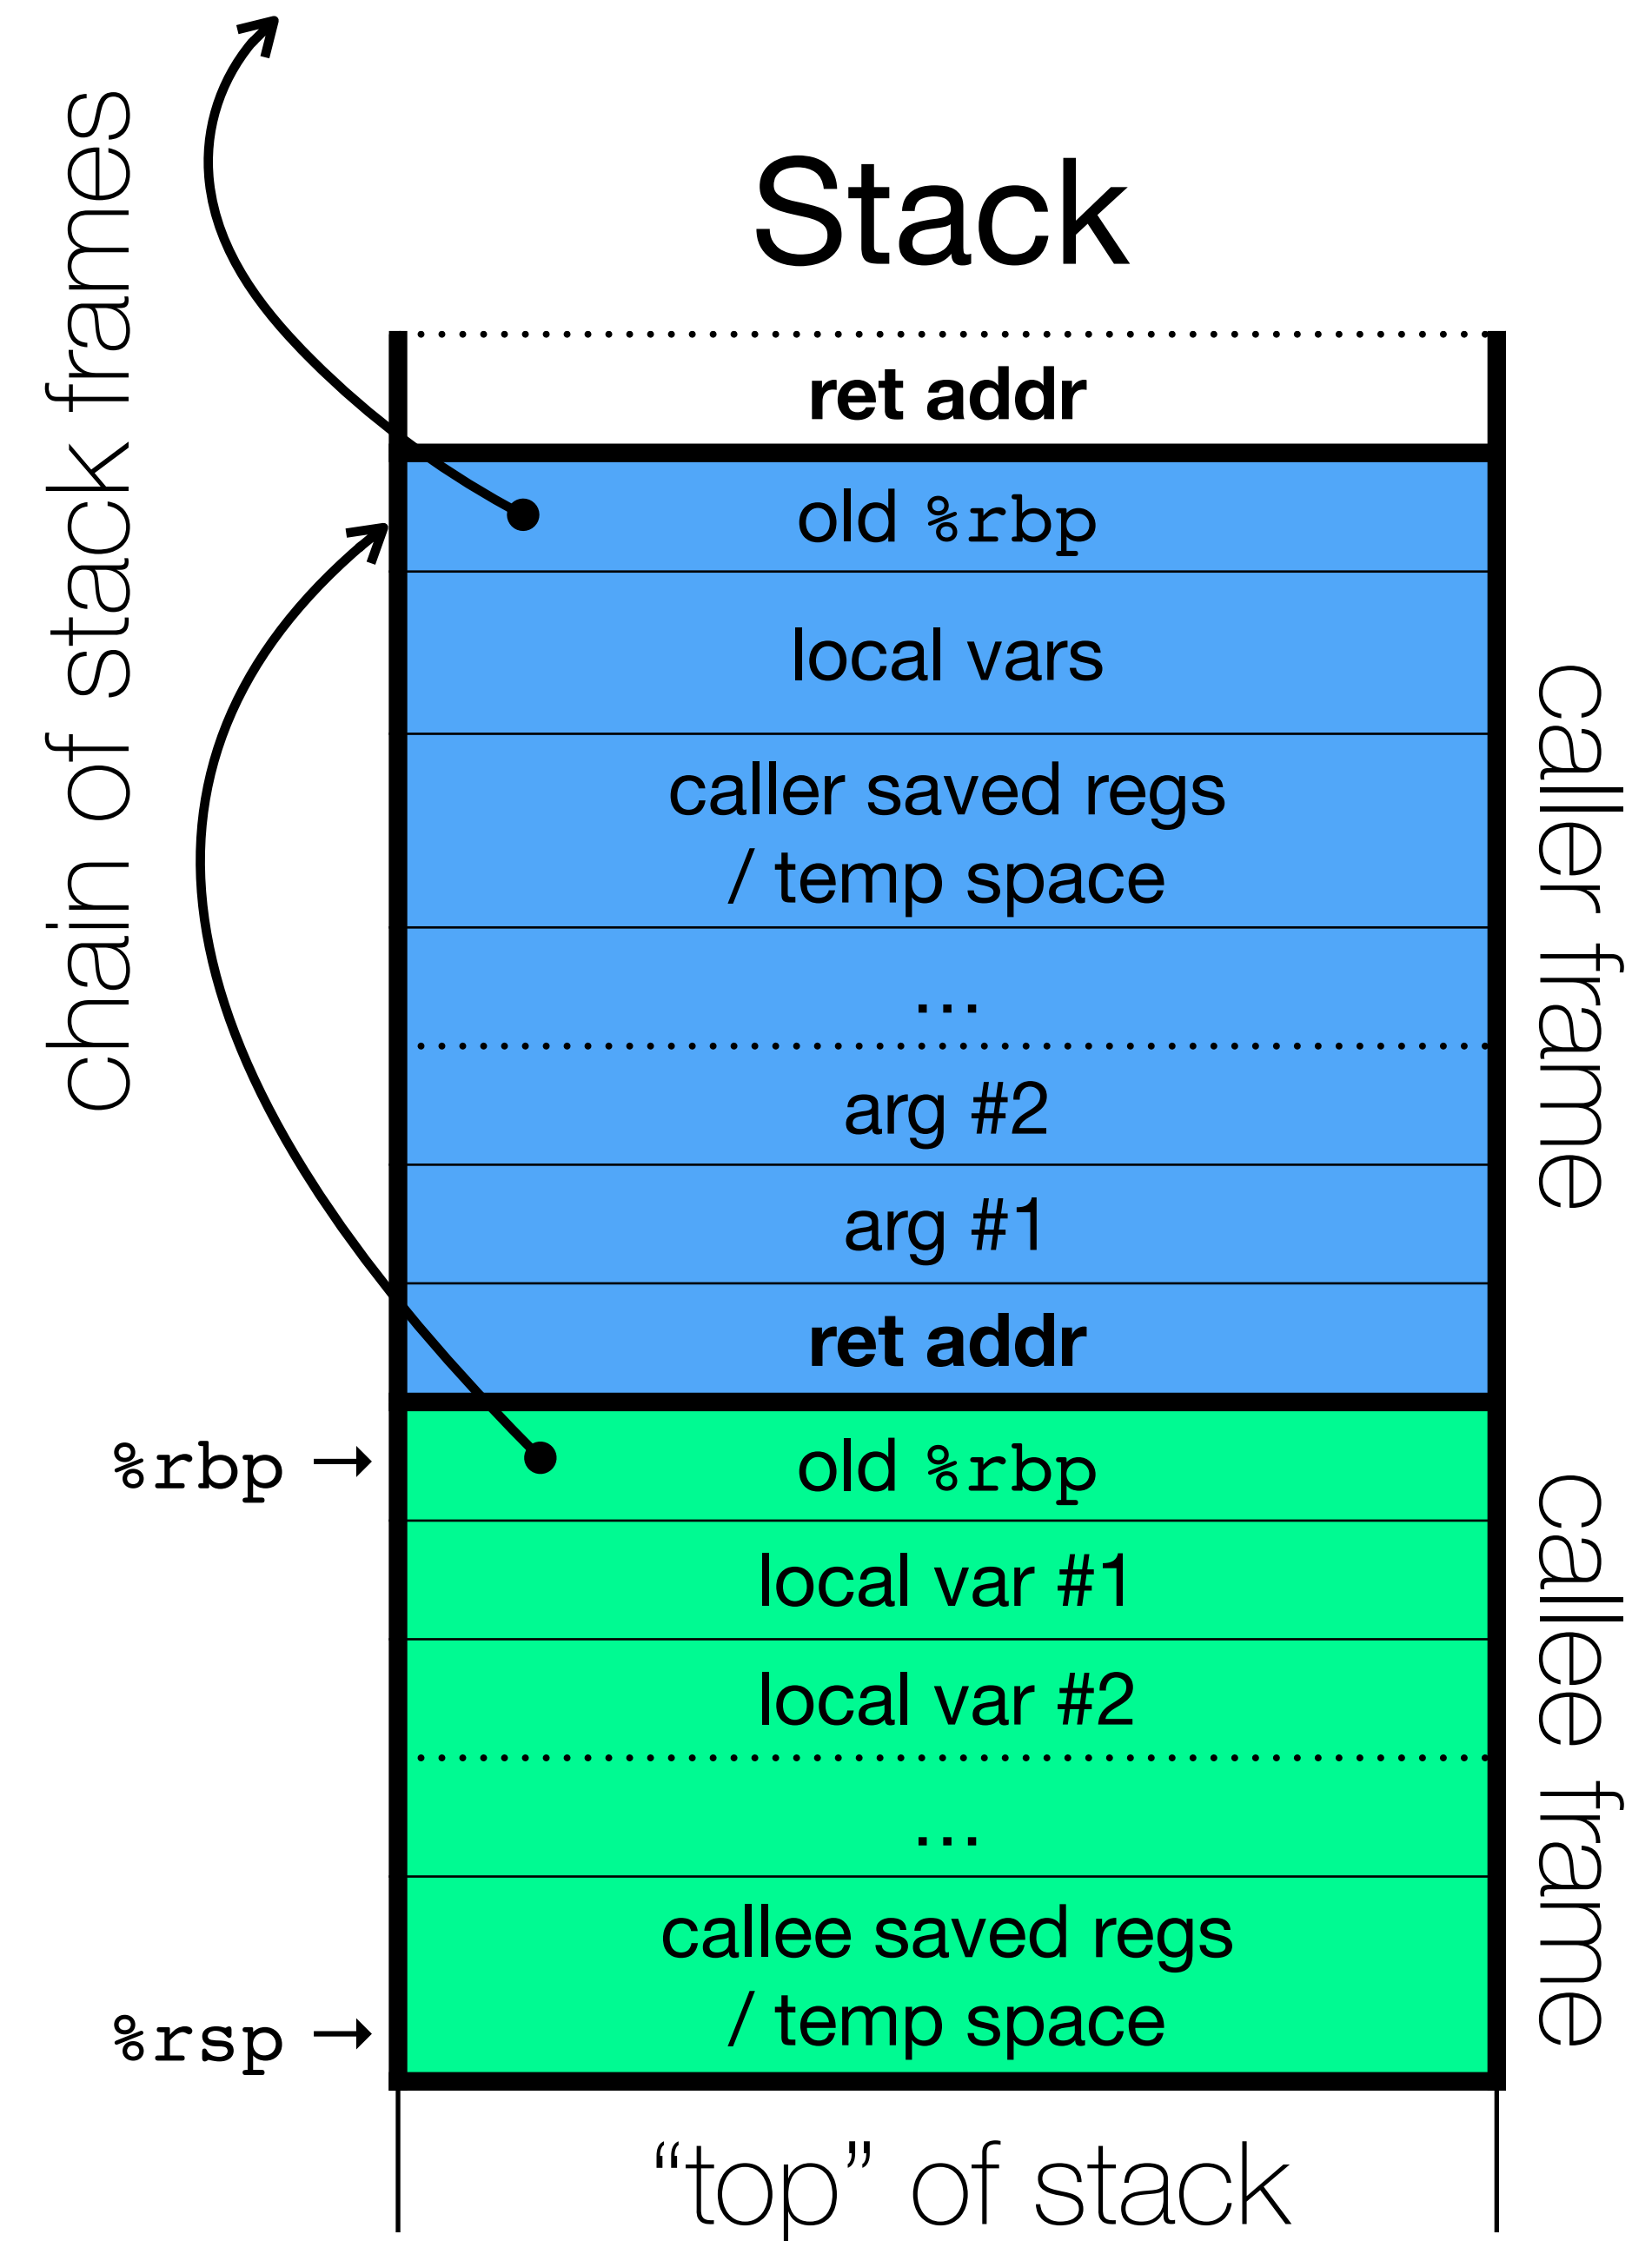 chain of stack frames
Stack
ret addr
old %rbp
local vars
caller saved regs
/ temp space
...
arg #2
arg #1
ret addr
caller frame
%rbp
old %rbp
local var #1
local var #2
...
callee saved regs
/ temp space
%rsp
callee frame
“top” of stack